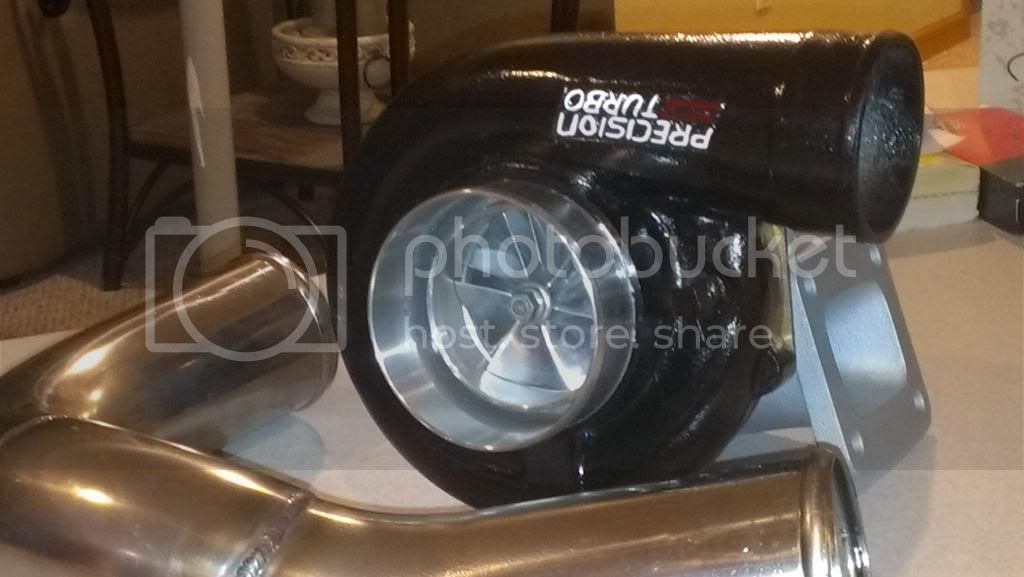 PRECISION
TURBO
photobucket
host. store. share.